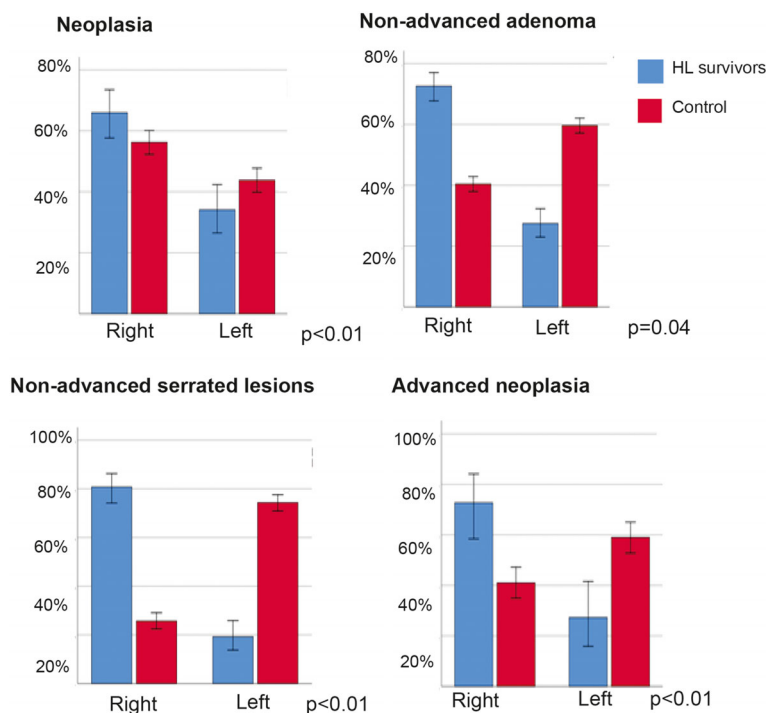 Neoplasia
80%
60%
40%
20%
Right Left p<0.01
Non-advanced adenoma
80%
60%
40%
20%
Right Left p=0.04
HL survivors
Control
Non-advanced serrated lesions
100%
80%
60%
40%
20%
Right Left p<0.01
Advanced neoplasia
100%
80%
60%
40%
20%
Right Left p<0.01